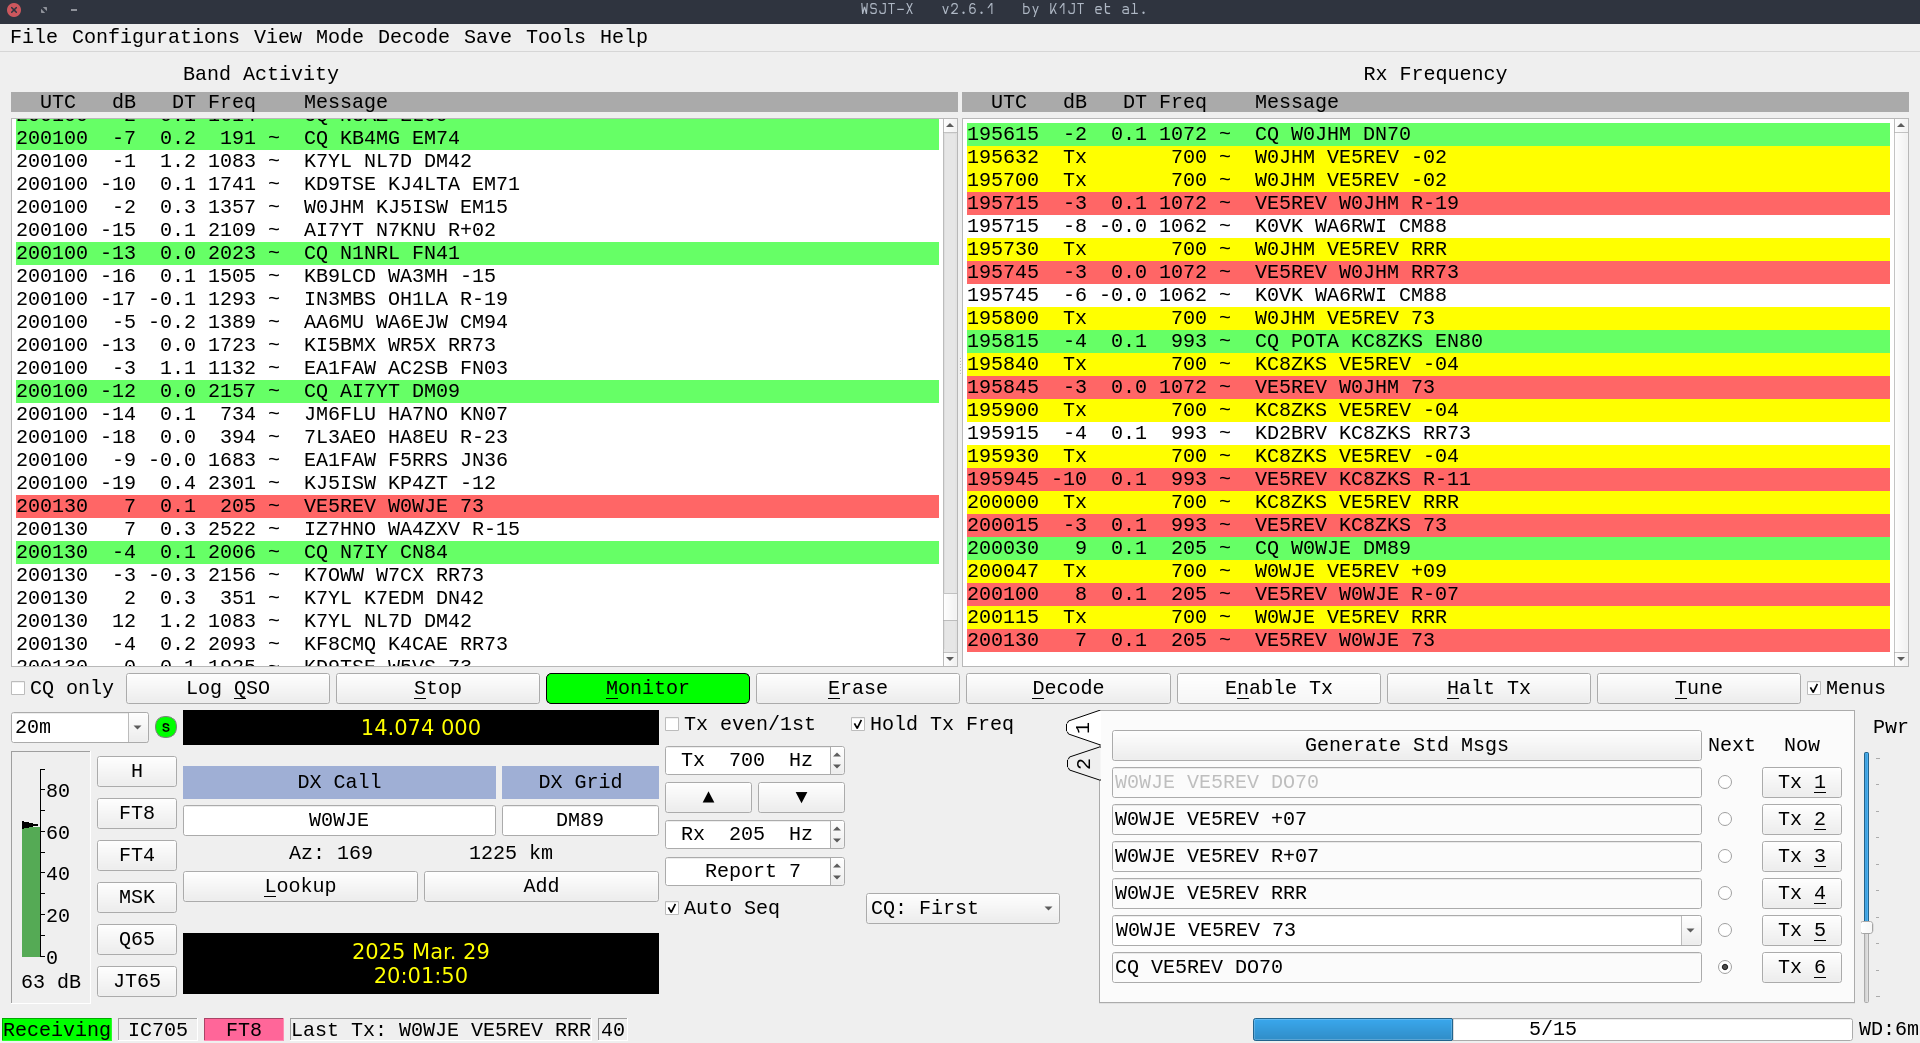 WSJT-X v2.6.1 by K1JT et al.
File Configurations View Mode Decode Save Tools Help
Band Activity
UTC dB DT Freq Message
200100 -7 0.2 191 ~ CQ KB4MG EM74
200100 -1 1.2 1083 ~ K7YL NL7D DM42
200100 -10 0.1 1741 ~ KD9TSE KJ4LTA EM71
200100 -2 0.3 1357 ~ W0JHM KJ5ISW EM15
200100 -15 0.1 2109 ~ AI7YT N7KNU R+02
200100 -13 0.0 2023 ~ CQ N1NRL FN41
200100 -16 0.1 1505 ~ KB9LCD WA3MH -15
200100 -17 -0.1 1293 ~ IN3MBS OH1LA R-19
200100 -5 -0.2 1389 ~ AA6MU WA6EJW CM94
200100 -13 0.0 1723 ~ KI5BMX WR5X RR73
200100 -3 1.1 1132 ~ EA1FAW AC2SB FN03
200100 -12 0.0 2157 ~ CQ AI7YT DM09
200100 -14 0.1 734 ~ JM6FLU HA7NO KN07
200100 -18 0.0 394 ~ 7L3AEO HA8EU R-23
200100 -9 -0.0 1683 ~ EA1FAW F5RRS JN36
200100 -19 0.4 2301 ~ KJ5ISW KP4ZT -12
200130 7 0.1 205 ~ VE5REV W0WJE 73
200130 7 0.3 2522 ~ IZ7HNO WA4ZXV R-15
200130 -4 0.1 2006 ~ CQ N7IY CN84
200130 -3 -0.3 2156 ~ K7OWW W7CX RR73
200130 2 0.3 351 ~ K7YL K7EDM DN42
200130 12 1.2 1083 ~ K7YL NL7D DM42
200130 -4 0.2 2093 ~ KF8CMQ K4CAE RR73
Rx Frequency
UTC dB DT Freq Message
195615 -2 0.1 1072 ~ CQ W0JHM DN70
195632 Tx 700 ~ W0JHM VE5REV -02
195700 Tx 700 ~ W0JHM VE5REV -02
195715 -3 0.1 1072 ~ VE5REV W0JHM R-19
195715 -8 -0.0 1062 ~ K0VK WA6RWI CM88
195730 Tx 700 ~ W0JHM VE5REV RRR
195745 -3 0.0 1072 ~ VE5REV W0JHM RR73
195745 -6 -0.0 1062 ~ K0VK WA6RWI CM88
195800 Tx 700 ~ W0JHM VE5REV 73
195815 -4 0.1 993 ~ CQ POTA KC8ZKS EN80
195840 Tx 700 ~ KC8ZKS VE5REV -04
195845 -3 0.0 1072 ~ VE5REV W0JHM 73
195900 Tx 700 ~ KC8ZKS VE5REV -04
195915 -4 0.1 993 ~ KD2BRV KC8ZKS RR73
195930 Tx 700 ~ KC8ZKS VE5REV -04
195945 -10 0.1 993 ~ VE5REV KC8ZKS R-11
200000 Tx 700 ~ KC8ZKS VE5REV RRR
200015 -3 0.1 993 ~ VE5REV KC8ZKS 73
200030 9 0.1 205 ~ CQ W0WJE DM89
200047 Tx 700 ~ W0WJE VE5REV +09
200100 8 0.1 205 ~ VE5REV W0WJE R-07
200115 Tx 700 ~ W0WJE VE5REV RRR
200130 7 0.1 205 ~ VE5REV W0WJE 73
CQ only Log QSO Stop Monitor Erase Decode Enable Tx Halt Tx Tune Menus
20m S 14.074 000
80
60
40
20
0
63 dB
H
FT8
FT4
MSK
Q65
JT65
DX Call DX Grid
W0WJE DM89
Az: 169 1225 km
Lookup Add
2025 Mar. 29
20:01:50
Tx even/1st Hold Tx Freq
Tx 700 Hz
▲ ▼
Rx 205 Hz
Report 7
Auto Seq CQ: First
1
2
Generate Std Msgs Next Now
W0WJE VE5REV DO70 Tx 1
W0WJE VE5REV +07 Tx 2
W0WJE VE5REV R+07 Tx 3
W0WJE VE5REV RRR Tx 4
W0WJE VE5REV 73 Tx 5
CQ VE5REV DO70 Tx 6
Pwr
Receiving IC705 FT8 Last Tx: W0WJE VE5REV RRR 40 5/15 WD:6m